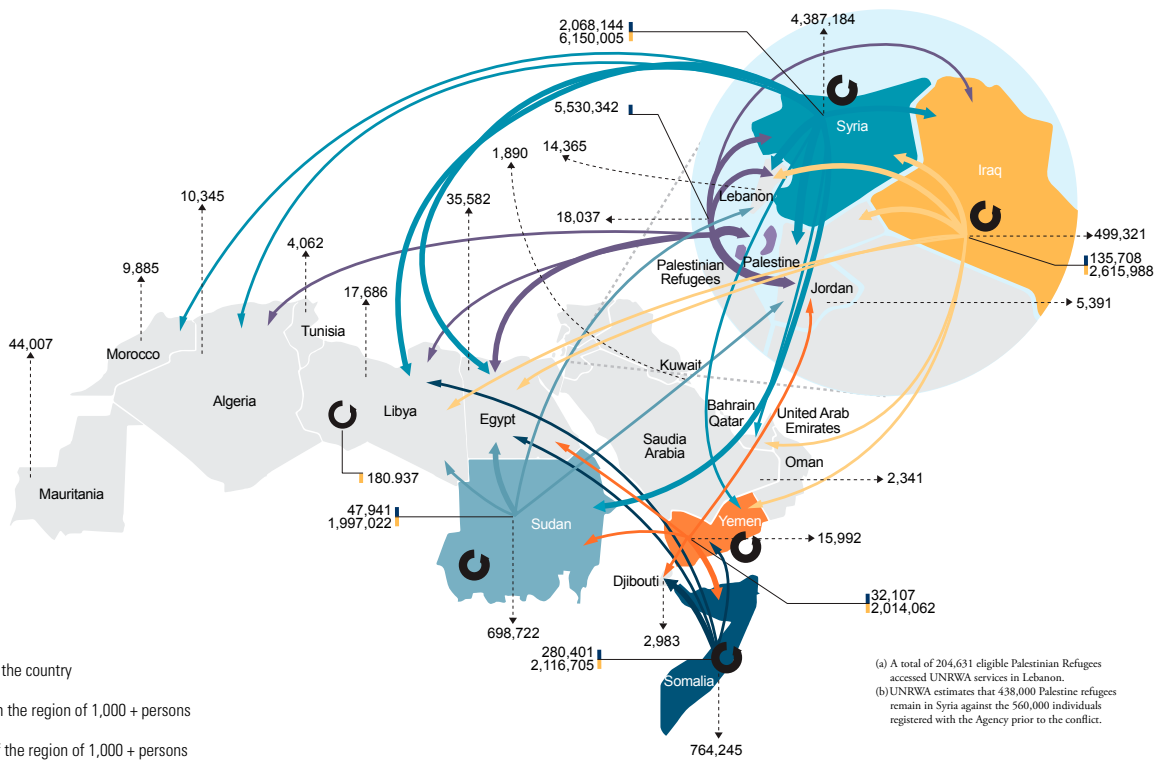 2,068,144
6,150,005
4,387,184
5,530,342
14,365
1,890
Syria
Iraq
10,345
35,582
Lebanon
18,037
499,321
4,062
Palestine
135,708
2,615,988
9,885
Palestinian
Refugees
17,686
Jordan
5,391
44,007
Tunisia
Morocco
Kuwait
Algeria
Libya
Egypt
Bahrain
Qatar
United Arab
Emirates
Saudia
Arabia
Oman
180.937
2,341
Mauritania
47,941
1,997,022
Sudan
Yemen
15,992
Djibouti
32,107
2,014,062
698,722
2,983
280,401
2,116,705
Somalia
764,245
the country
n the region of 1,000 + persons
f the region of 1,000 + persons
(a) A total of 204,631 eligible Palestinian Refugees
accessed UNRWA services in Lebanon.
(b) UNRWA estimates that 438,000 Palestine refugees
remain in Syria against the 560,000 individuals
registered with the Agency prior to the conflict.